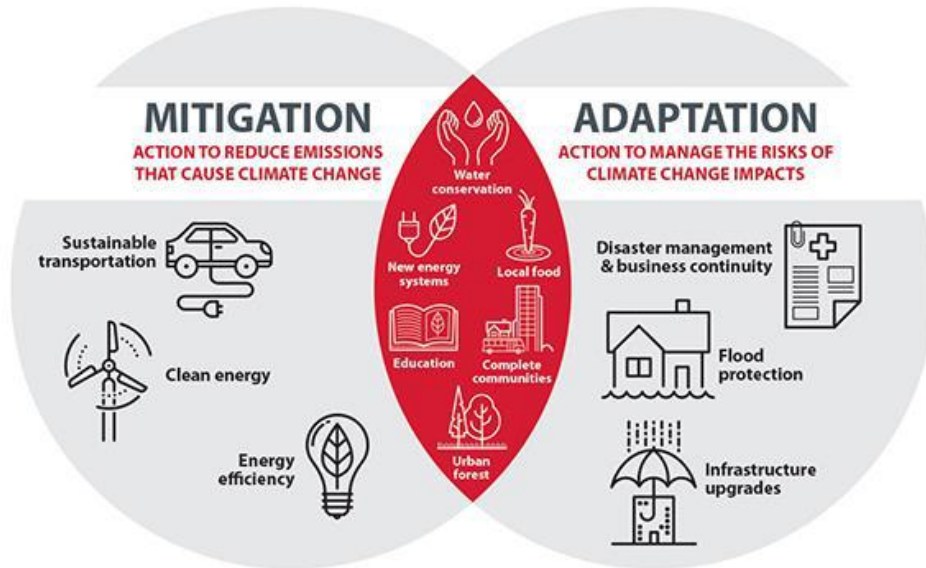 MITIGATION
ACTION TO REDUCE EMISSIONS
THAT CAUSE CLIMATE CHANGE
Sustainable
transportation
Clean energy
Energy
efficiency
Water
conservation
New energy
systems
Local food
Education
Complete
communities
Urban
forest
ADAPTATION
ACTION TO MANAGE THE RISKS OF
CLIMATE CHANGE IMPACTS
Disaster management
& business continuity
Flood
protection
Infrastructure
upgrades